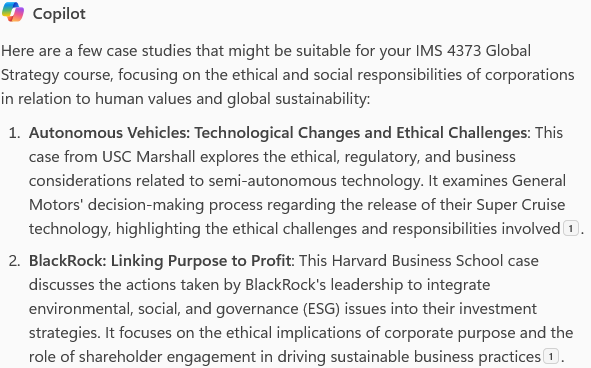 Copilot
Here are a few case studies that might be suitable for your IMS 4373 Global
Strategy course, focusing on the ethical and social responsibilities of corporations
in relation to human values and global sustainability:
1. Autonomous Vehicles: Technological Changes and Ethical Challenges: This
case from USC Marshall explores the ethical, regulatory, and business
considerations related to semi-autonomous technology. It examines General
Motors' decision-making process regarding the release of their Super Cruise
technology, highlighting the ethical challenges and responsibilities involved 1 .
2. BlackRock: Linking Purpose to Profit: This Harvard Business School case
discusses the actions taken by BlackRock's leadership to integrate
environmental, social, and governance (ESG) issues into their investment
strategies. It focuses on the ethical implications of corporate purpose and the
role of shareholder engagement in driving sustainable business practices 1 .